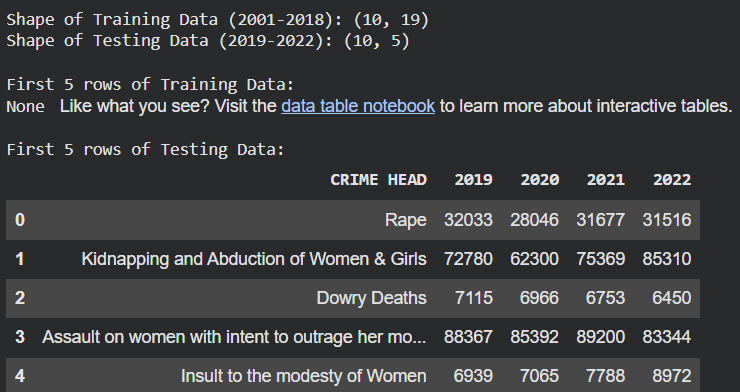 Shape of Training Data (2001-2018): (10, 19)
Shape of Testing Data (2019-2022): (10, 5)
First 5 rows of Training Data:
None Like what you see? Visit the data table notebook to learn more about interactive tables.
First 5 rows of Testing Data:
CRIME HEAD 2019 2020 2021 2022
0 Rape 32033 28046 31677 31516
1 Kidnapping and Abduction of Women & Girls 72780 62300 75369 85310
2 Dowry Deaths 7115 6966 6753 6450
3 Assault on women with intent to outrage her mo... 88367 85392 89200 83344
4 Insult to the modesty of Women 6939 7065 7788 8972